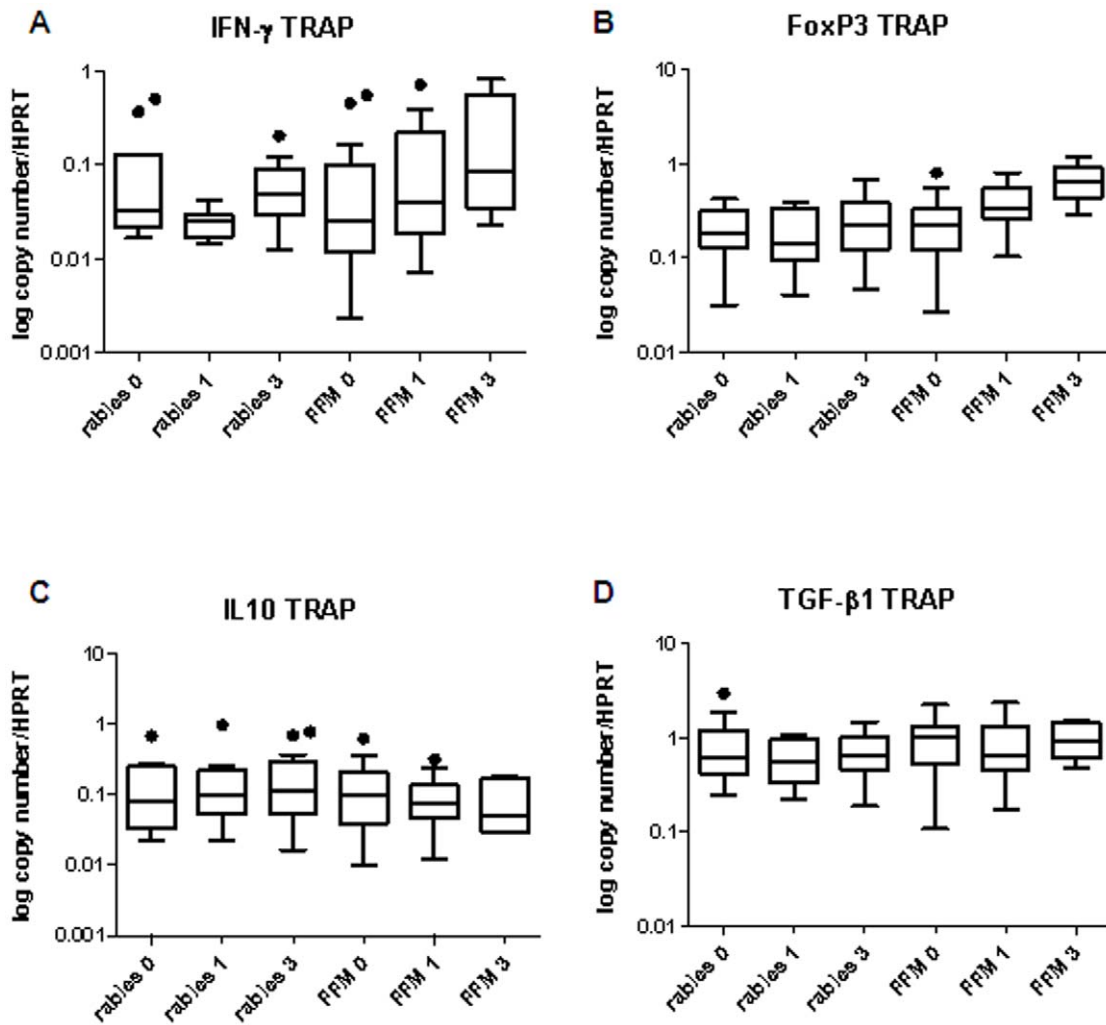 A
IFN-γ TRAP
log copy number/HPRT
1
0.1
0.01
0.001
rabies 0
rabies 1
rabies 3
FFM 0
FFM 1
FFM 3
B
FoxP3 TRAP
log copy number/HPRT
10
1
0.1
0.01
rabies 0
rabies 1
rabies 3
FFM 0
FFM 1
FFM 3
C
IL10 TRAP
log copy number/HPRT
10
1
0.1
0.01
0.001
rabies 0
rabies 1
rabies 3
FFM 0
FFM 1
FFM 3
D
TGF-β1 TRAP
log copy number/HPRT
10
1
0.1
0.01
rabies 0
rabies 1
rabies 3
FFM 0
FFM 1
FFM 3